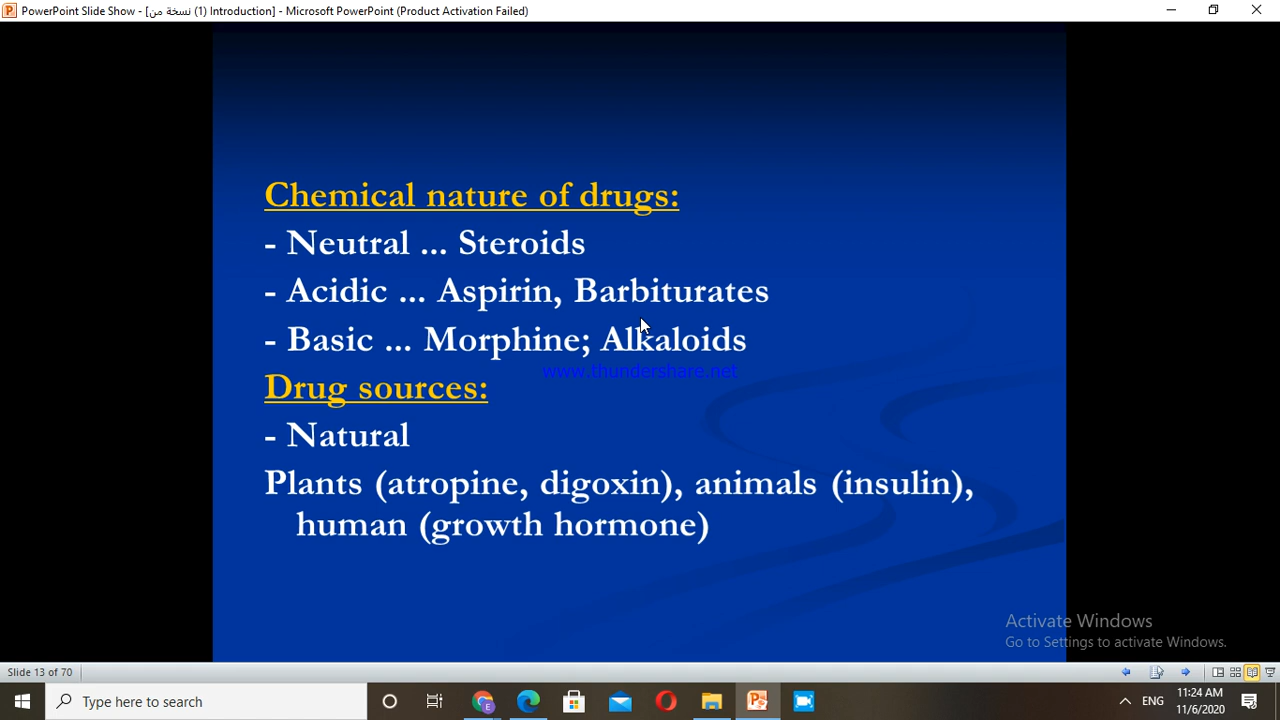 PowerPoint Slide Show - [نسخة من (1) Introduction] - Microsoft PowerPoint (Product Activation Failed)
Chemical nature of drugs:
- Neutral ... Steroids
- Acidic ... Aspirin, Barbiturates
- Basic ... Morphine; Alkaloids
www.thundershare.net
Drug sources:
- Natural
Plants (atropine, digoxin), animals (insulin),
human (growth hormone)
Activate Windows
Go to Settings to activate Windows.
Slide 13 of 70
Type here to search
ENG
11:24 AM
11/6/2020